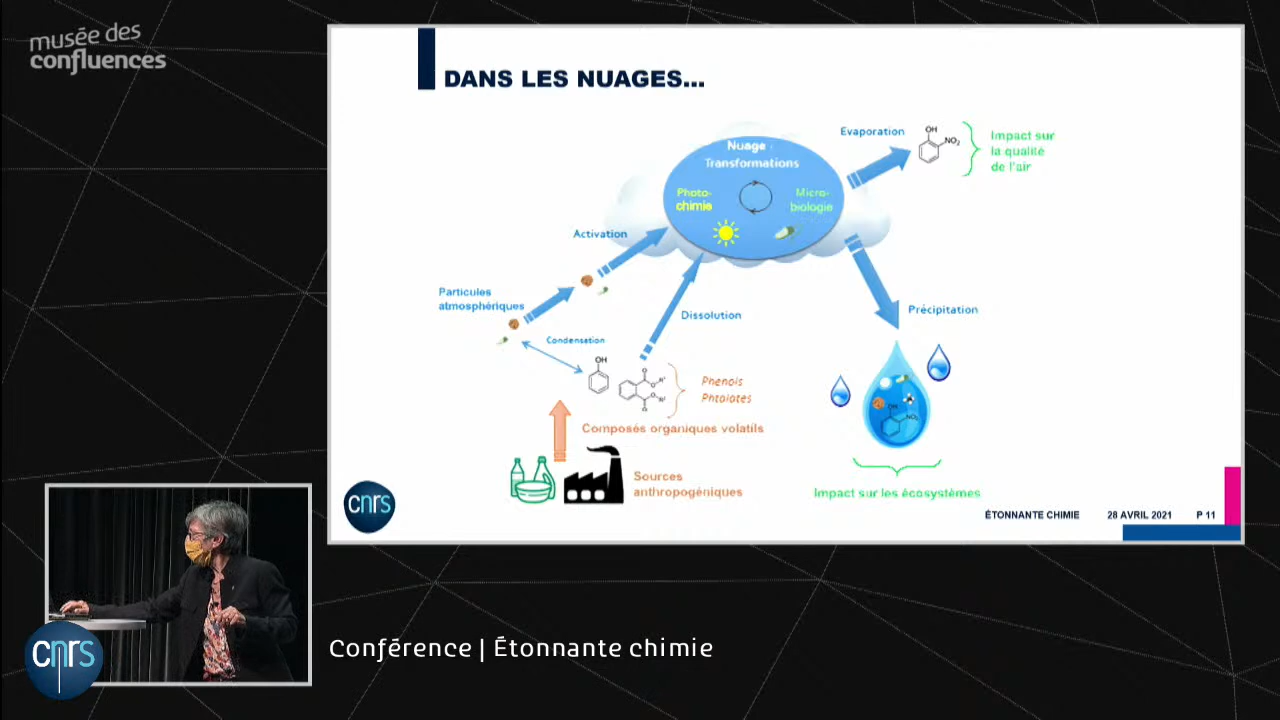 musée des
confluences
DANS LES NUAGES...
Nuage :
Transformations
Photo-
chimie
Micro-
biologie
Evaporation
OH
NO2
Impact sur
la qualité
de l'air
Activation
Particules
atmosphériques
Dissolution
Précipitation
Condensation
OH
O
O-R'
O-R'
O
Phenols
Phtalates
Composés organiques volatils
OH
NO2
Sources
anthropogéniques
Impact sur les écosystèmes
cnrs
ÉTONNANTE CHIMIE
28 AVRIL 2021
P 11
cnrs
Conférence | Étonnante chimie